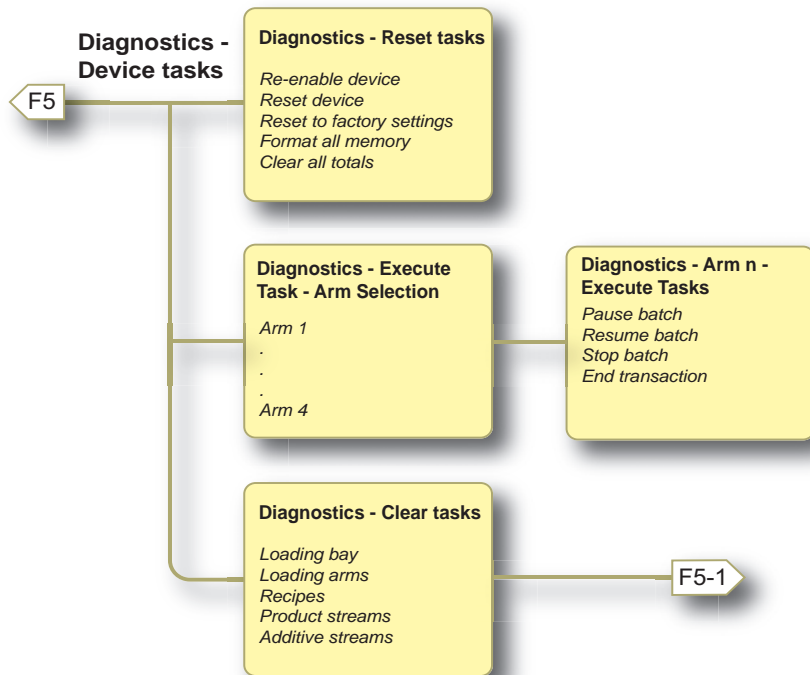 Diagnostics -
Device tasks
F5
Diagnostics - Reset tasks
Re-enable device
Reset device
Reset to factory settings
Format all memory
Clear all totals
Diagnostics - Execute
Task - Arm Selection
Arm 1
.
.
.
Arm 4
Diagnostics - Arm n -
Execute Tasks
Pause batch
Resume batch
Stop batch
End transaction
Diagnostics - Clear tasks
Loading bay
Loading arms
Recipes
Product streams
Additive streams
F5-1